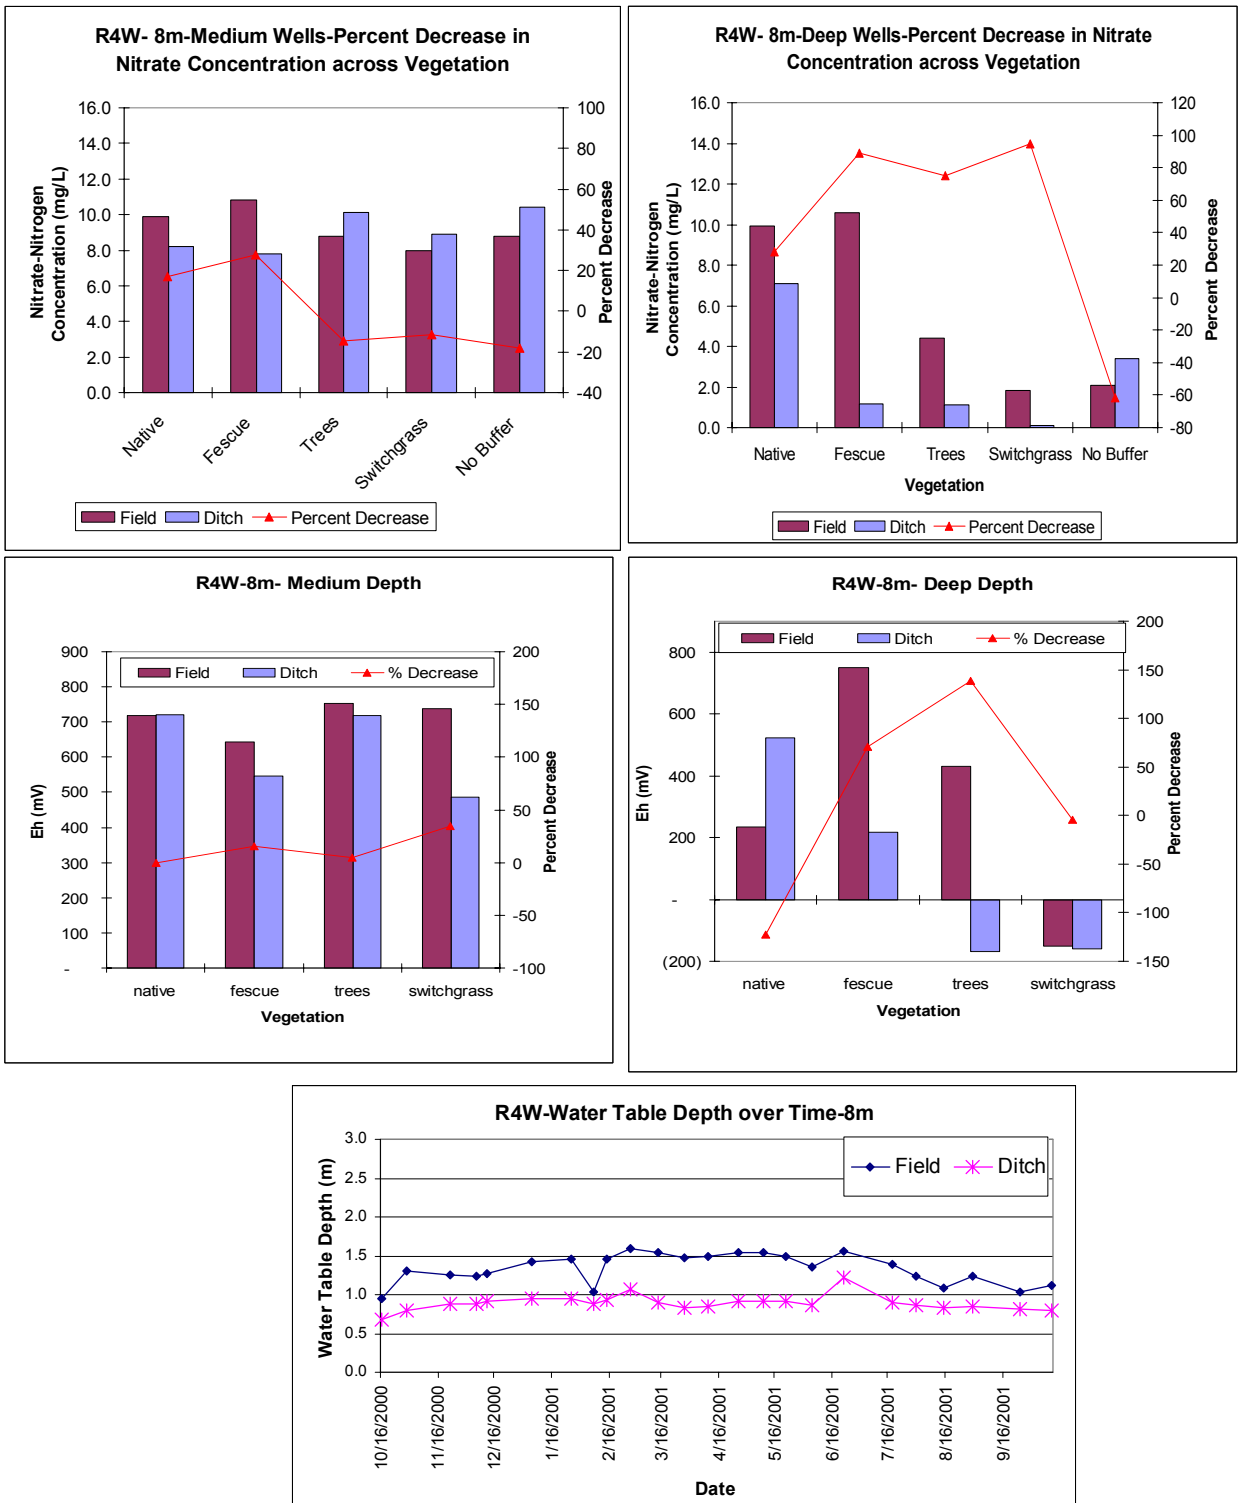 R4W- 8m-Medium Wells-Percent Decrease in
Nitrate Concentration across Vegetation
16.0
14.0
12.0
10.0
8.0
6.0
4.0
2.0
0.0
Nitrate-Nitrogen
Concentration (mg/L)
100
80
60
40
20
0
-20
-40
Percent Decrease
Native
Fescue
Trees
Switchgrass
No Buffer
Field Ditch Percent Decrease
R4W- 8m-Deep Wells-Percent Decrease in Nitrate
Concentration across Vegetation
16.0
14.0
12.0
10.0
8.0
6.0
4.0
2.0
0.0
Nitrate-Nitrogen
Concentration (mg/L)
120
100
80
60
40
20
0
-20
-40
-60
-80
Percent Decrease
Native Fescue Trees Switchgrass No Buffer
Vegetation
Field Ditch Percent Decrease
R4W-8m- Medium Depth
Field Ditch % Decrease
900
800
700
600
500
400
300
200
100
-
Eh (mV)
200
150
100
50
0
-50
-100
Percent Decrease
native fescue trees switchgrass
Vegetation
R4W-8m- Deep Depth
Field Ditch % Decrease
800
600
400
200
-
(200)
Eh (mV)
200
150
100
50
0
-50
-100
-150
Percent Decrease
native fescue trees switchgrass
Vegetation
R4W-Water Table Depth over Time-8m
Field Ditch
3.0
2.5
2.0
1.5
1.0
0.5
0.0
Water Table Depth (m)
10/16/2000
11/16/2000
12/16/2000
1/16/2001
2/16/2001
3/16/2001
4/16/2001
5/16/2001
6/16/2001
7/16/2001
8/16/2001
9/16/2001
Date